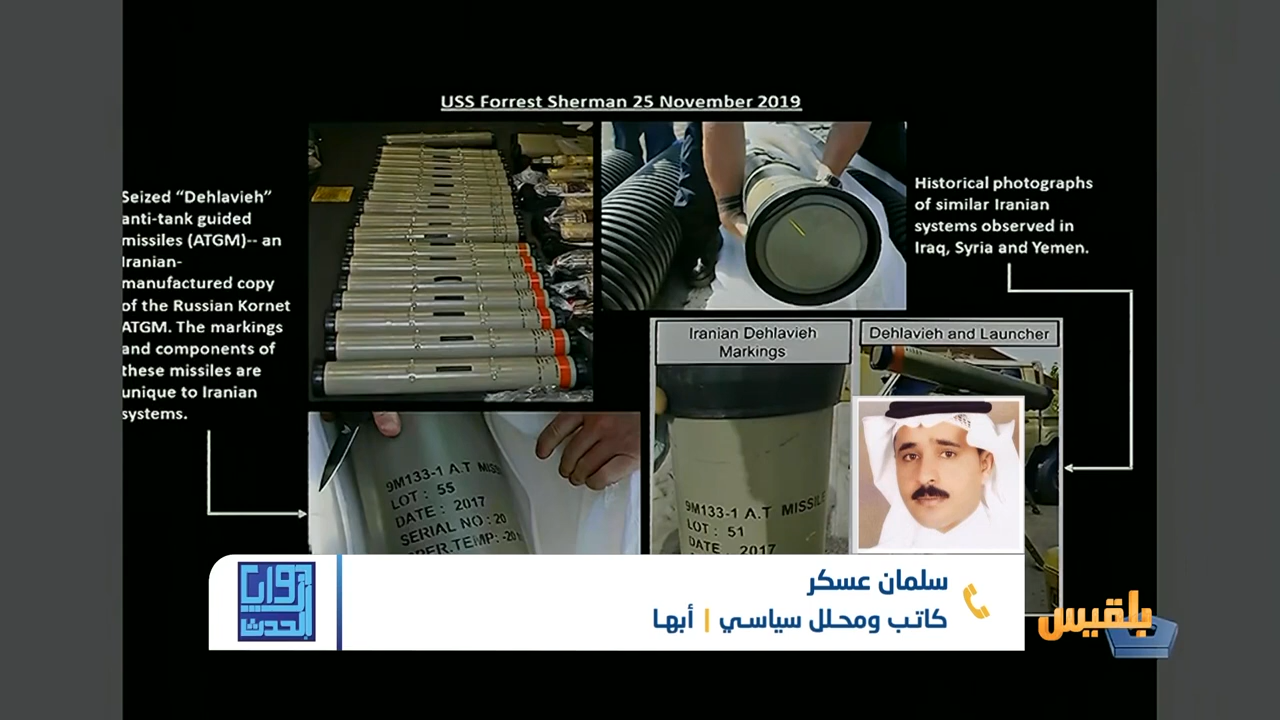 USS Forrest Sherman 25 November 2019
Seized “Dehlavieh”
anti-tank guided
missiles (ATGM)-- an
Iranian-
manufactured copy
of the Russian Kornet
ATGM. The markings
and components of
these missiles are
unique to Iranian
systems.
Historical photographs
of similar Iranian
systems observed in
Iraq, Syria and Yemen.
Iranian Dehlavieh
Markings
Dehlavieh and Launcher
9M133-1 A.T MISS
LOT : 55
DATE : 2017
SERIAL NO : 20
PER.TEMP: -20
9M133-1 A.T MISSILE
LOT : 51
DATE 2017
سلمان عسكر
كاتب ومحلل سياسي | أبها
زوايا الحدث
بلقيس